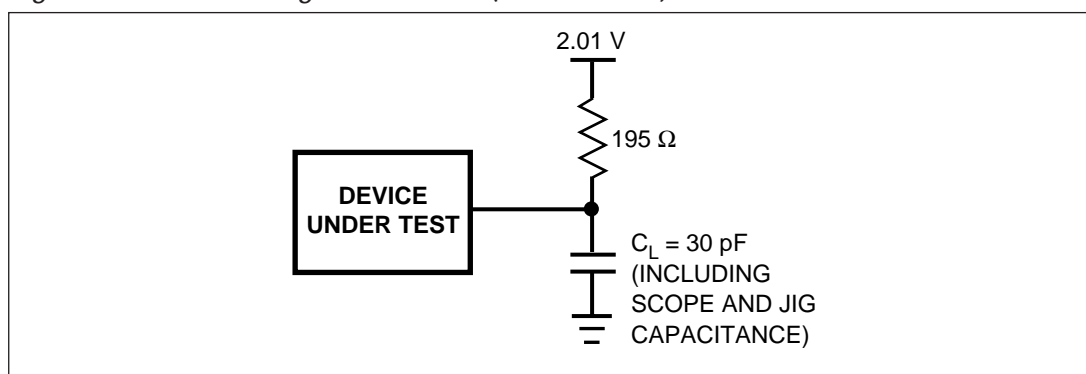 2.01 V
195 Ω
DEVICE
UNDER TEST
C_L = 30 pF
(INCLUDING
SCOPE AND JIG
CAPACITANCE)